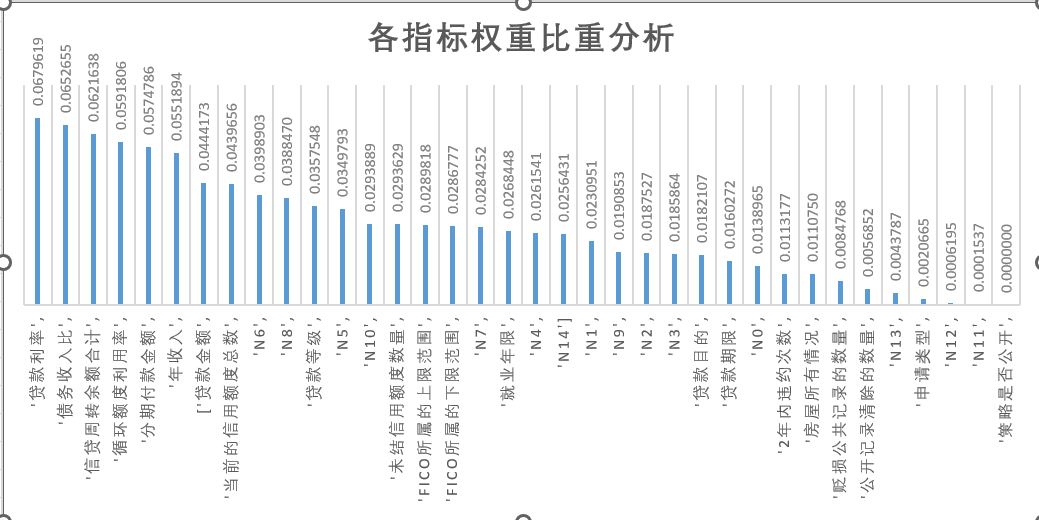 各指标权重比重分析
0.0679619
0.0652655
0.0621638
0.0591806
0.0574786
0.0551894
0.0444173
0.0439656
0.0398903
0.0388470
0.0357548
0.0349793
0.0293889
0.0293629
0.0289818
0.0286777
0.0284252
0.0268448
0.0261541
0.0256431
0.0230951
0.0190853
0.0187527
0.0185864
0.0182107
0.0160272
0.0138965
0.0113177
0.0110750
0.0084768
0.0056852
0.0043787
0.0020665
0.0006195
0.0001537
0.0000000
'贷款利率',
'债务收入比',
'信贷周转余额合计',
'循环额度利用率',
'分期付款金额',
'年收入',
['贷款金额',
'当前的信用额度总数',
'N6',
'N8',
'贷款等级',
'N5',
'N10',
'未结信用额度数量',
'FICO所属的上限范围',
'FICO所属的下限范围',
'N7',
'就业年限',
'N4',
'N14']
'N1',
'N9',
'N2',
'N3',
'贷款目的',
'贷款期限',
'N0',
'2年内违约次数',
'房屋所有情况',
'贬损公共记录的数量',
'公开记录清除的数量',
'N13',
'申请类型',
'N12',
'N11',
'策略是否公开',